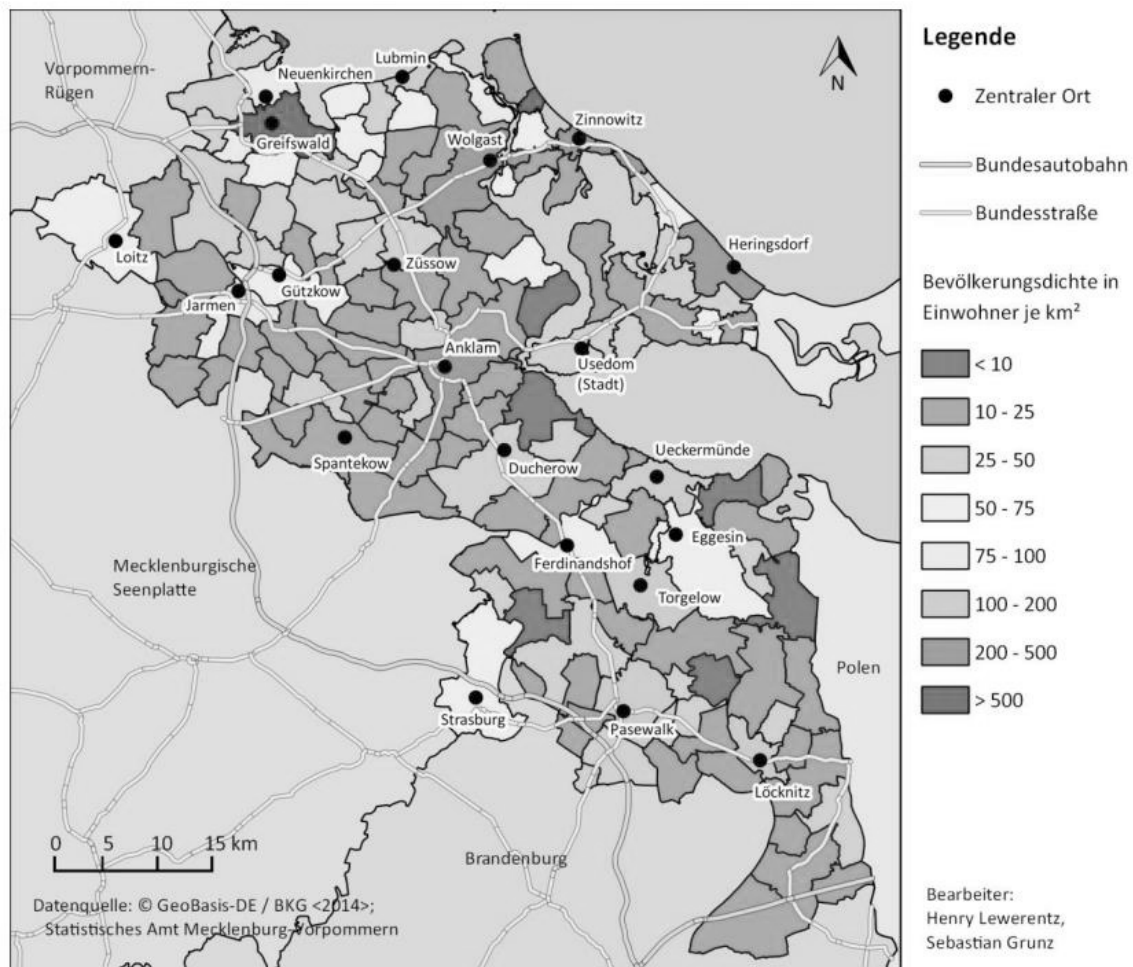 Vorpommern-
Rügen
Lubmin
Neuenkirchen
Greifswald
Zinnowitz
Wolgast
Loitz
Heringsdorf
Züssow
Gützkow
Jarmen
Anklam
Usedom
(Stadt)
Spantekow
Ducherow
Ueckermünde
Eggesin
Ferdinandshof
Torgelow
Mecklenburgische
Seenplatte
Polen
Strasburg
Pasewalk
Löcknitz
Brandenburg
N
0 5 10 15 km
Datenquelle: © GeoBasis-DE / BKG <2014>;
Statistisches Amt Mecklenburg-Vorpommern
Legende
Zentraler Ort
Bundesautobahn
Bundesstraße
Bevölkerungsdichte in
Einwohner je km²
< 10
10 - 25
25 - 50
50 - 75
75 - 100
100 - 200
200 - 500
> 500
Bearbeiter:
Henry Lewerentz,
Sebastian Grunz